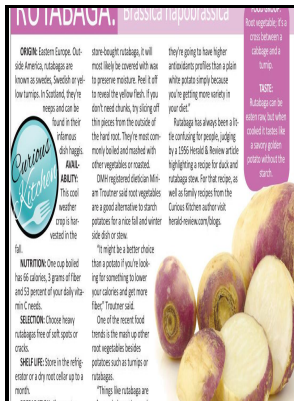 RUTABAGA: Brassica napobrassica
ORIGIN: Eastern Europe. Out-
side America, rutabagas are
known as swedes, Swedish or yel-
low turnips. In Scotland, they're
needs and can be
found in their
infamous
dish haggis.
AVAIL-
ABILITY:
This cool
weather
crop is har-
vested in the
fall.
Curious
Kitchen
NUTRITION: One cup boiled
has 66 calories, 3 grams of fiber
and 53 percent of your daily vita-
min C needs.
SELECTION: Choose heavy
rutabagas free of soft spots or
cracks.
SHELF LIFE: Store in the refrig-
erator or a dry root cellar up to a
month.
store-bought rutabaga, it will
most likely be covered with wax
to preserve moisture. Peel it off
to reveal the yellow flesh. If you
don't need chunks, try slicing off
thin pieces from the outside of
the hard root. They're most com-
monly boiled and mashed with
other vegetables or roasted.
DMH registered dietician Miri-
am Troutner said root vegetables
are a good alternative to starch
potatoes for a nice fall and winter
side dish or stew.
"It might be a better choice
than a potato if you're look-
ing for something to lower
your calories and get more
fiber," Troutner said.
One of the recent food
trends is the mash up other
root vegetables besides
potatoes such as turnips or
rutabagas.
"Things like rutabaga are
they're going to have higher
antioxidants profiles than a plain
white potato simply because
you're getting more variety in
your diet."
Rutabaga has always been a lit-
tle confusing for people, judging
by a 1956 Herald & Review article
highlighting a recipe for duck and
rutabaga stew. For that recipe, as
well as family recipes from the
Curious Kitchen author visit
herald-review.com/blogs.
FOOD GROUP:
Root vegetable, it's a
cross between a
cabbage and a
turnip.
TASTE:
Rutabaga can be
eaten raw, but when
cooked it tastes like
a savory golden
potato without the
starch.